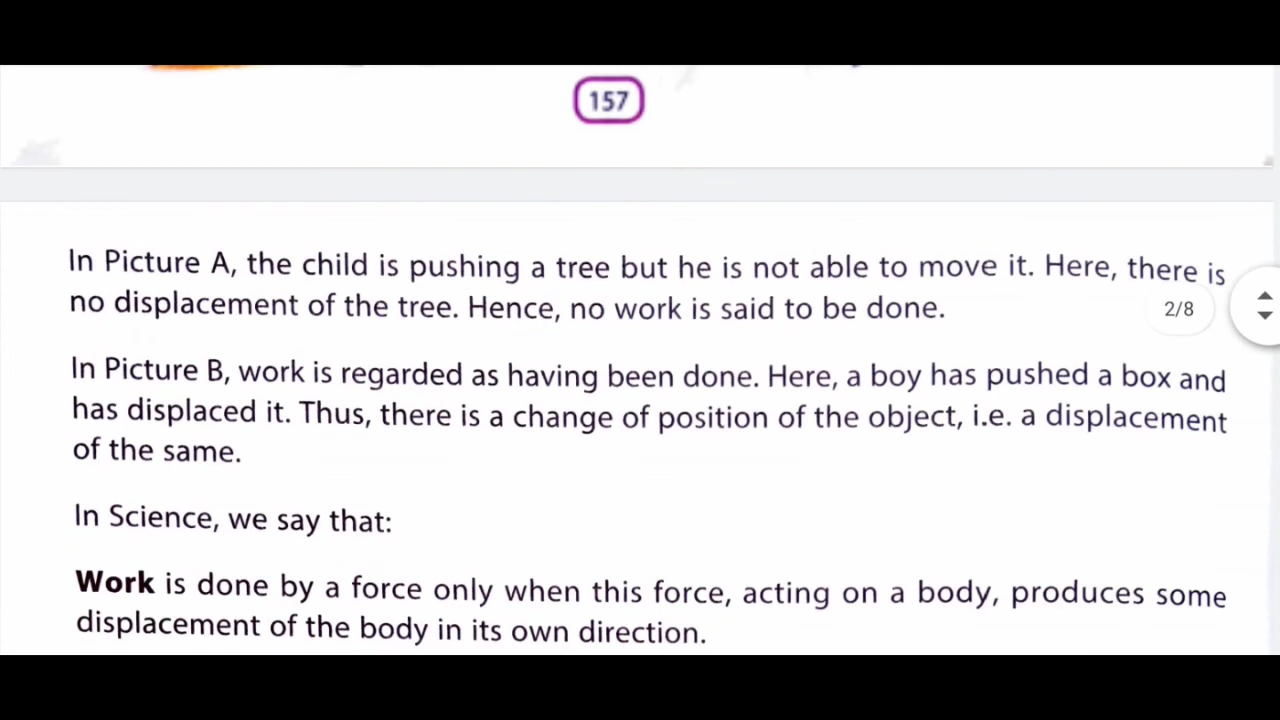 157
In Picture A, the child is pushing a tree but he is not able to move it. Here, there is
no displacement of the tree. Hence, no work is said to be done.
2/8
In Picture B, work is regarded as having been done. Here, a boy has pushed a box and
has displaced it. Thus, there is a change of position of the object, i.e. a displacement
of the same.
In Science, we say that:
Work is done by a force only when this force, acting on a body, produces some
displacement of the body in its own direction.